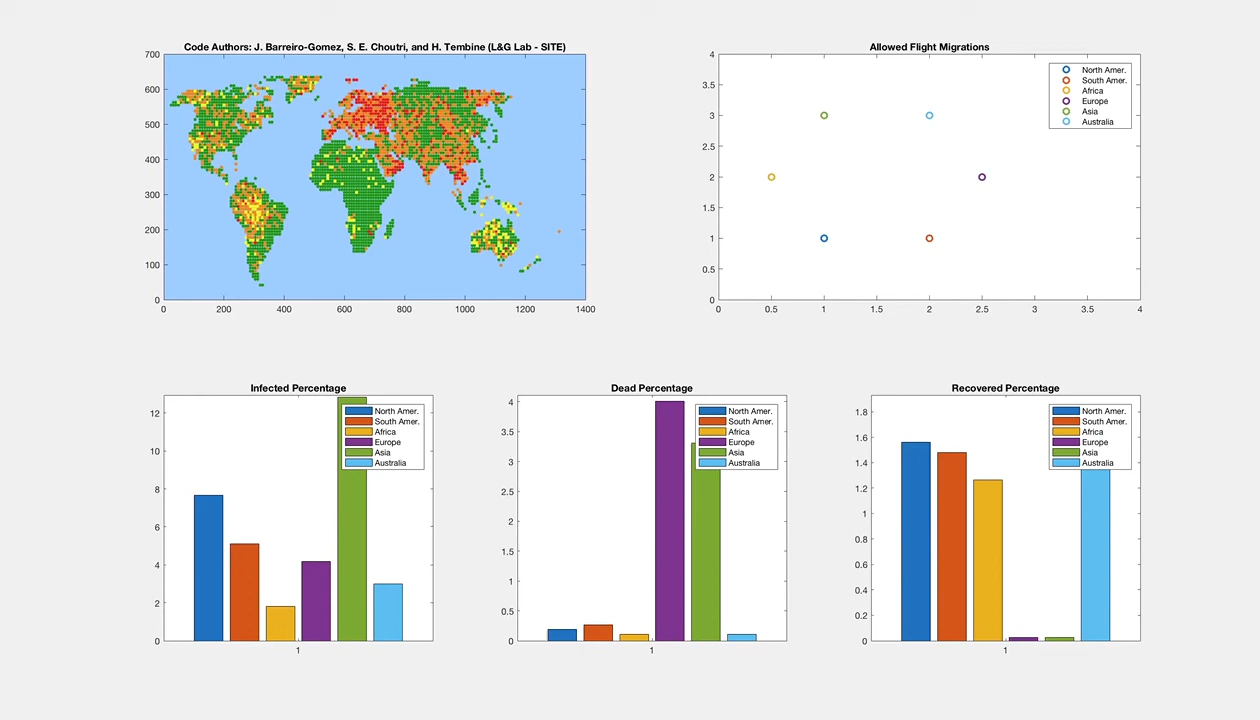 Code Authors: J. Barreiro-Gomez, S. E. Choutri, and H. Tembine (L&G Lab - SITE)
700
600
500
400
300
200
100
0
0 200 400 600 800 1000 1200 1400
Allowed Flight Migrations
4
3.5
3
2.5
2
1.5
1
0.5
0
0 0.5 1 1.5 2 2.5 3 3.5 4
North Amer.
South Amer.
Africa
Europe
Asia
Australia
Infected Percentage
12
10
8
6
4
2
0
1
North Amer.
South Amer.
Africa
Europe
Asia
Australia
Dead Percentage
4
3.5
3
2.5
2
1.5
1
0.5
0
1
North Amer.
South Amer.
Africa
Europe
Asia
Australia
Recovered Percentage
1.8
1.6
1.4
1.2
1
0.8
0.6
0.4
0.2
0
1
North Amer.
South Amer.
Africa
Europe
Asia
Australia